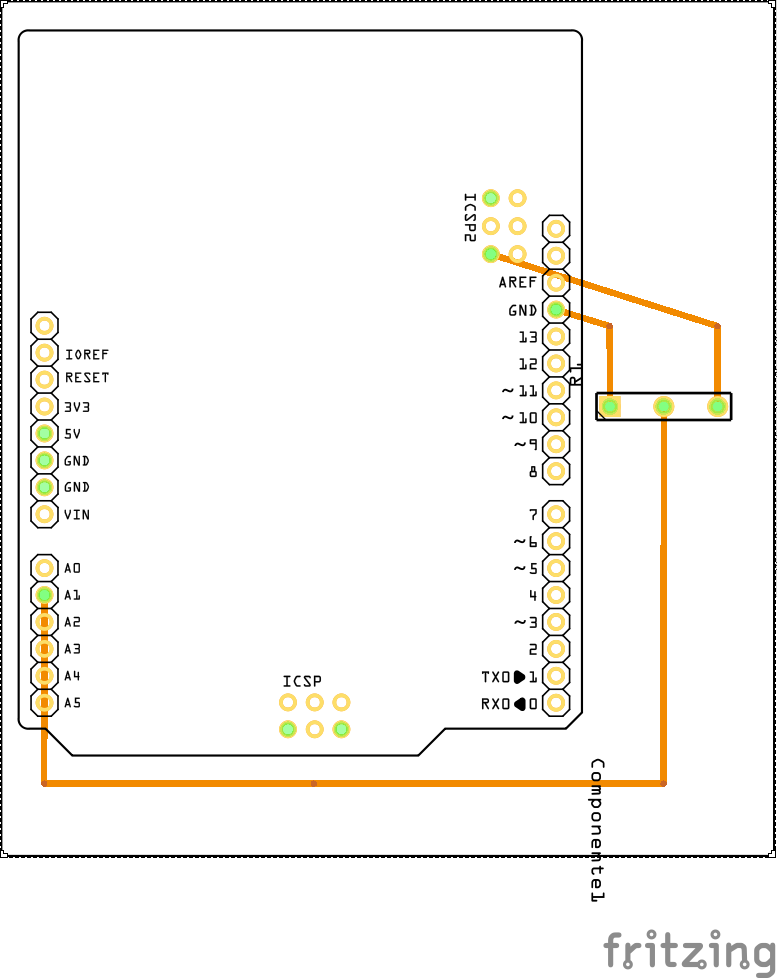 ICSP2
AREF
GND
13
12
R1
~11
~10
~9
8
IOREF
RESET
3V3
5V
GND
GND
VIN
7
~6
~5
4
~3
2
TX0▶1
RX0◀0
A0
A1
A2
A3
A4
A5
ICSP
Componente1
fritzing